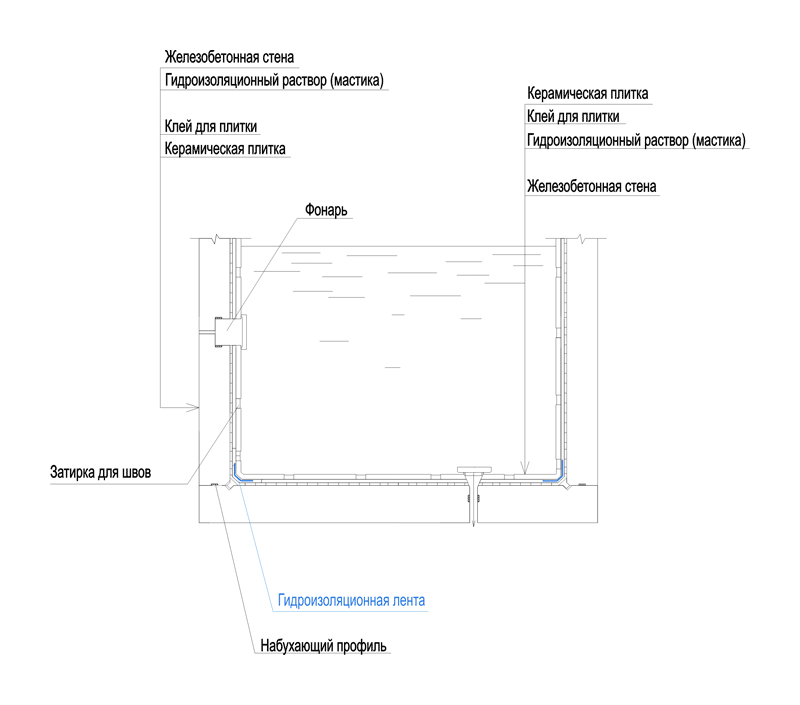 Железобетонная стена
Гидроизоляционный раствор (мастика)
Клей для плитки
Керамическая плитка
Керамическая плитка
Клей для плитки
Гидроизоляционный раствор (мастика)
Железобетонная стена
Фонарь
Затирка для швов
Гидроизоляционная лента
Набухающий профиль